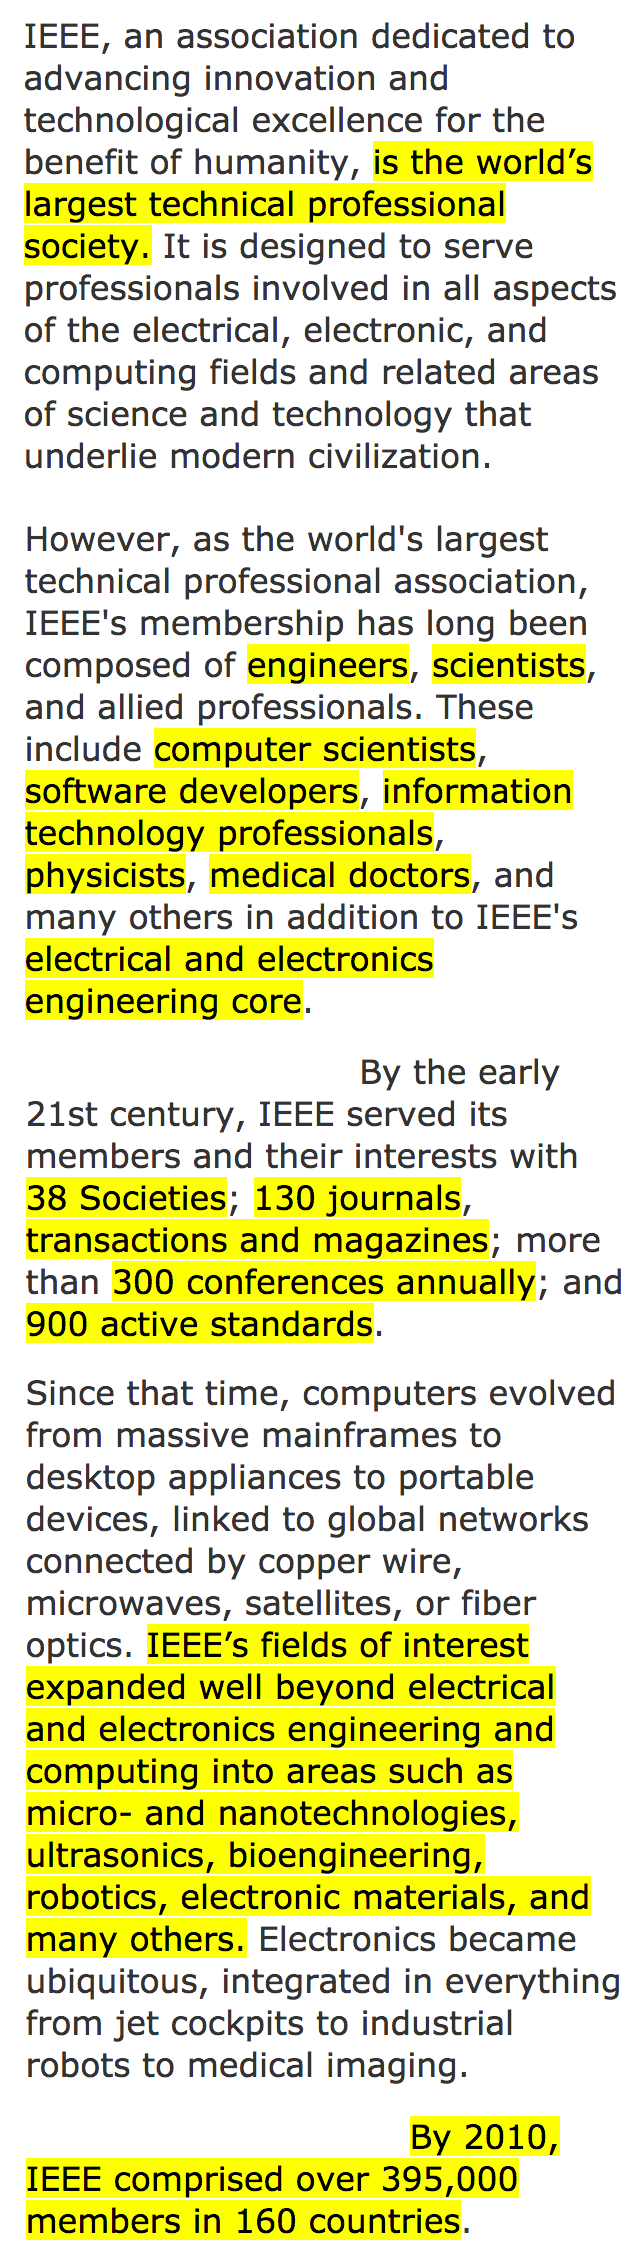 IEEE, an association dedicated to
advancing innovation and
technological excellence for the
benefit of humanity, is the world’s
largest technical professional
society. It is designed to serve
professionals involved in all aspects
of the electrical, electronic, and
computing fields and related areas
of science and technology that
underlie modern civilization.
However, as the world's largest
technical professional association,
IEEE's membership has long been
composed of engineers, scientists,
and allied professionals. These
include computer scientists,
software developers, information
technology professionals,
physicists, medical doctors, and
many others in addition to IEEE's
electrical and electronics
engineering core.
By the early
21st century, IEEE served its
members and their interests with
38 Societies; 130 journals,
transactions and magazines; more
than 300 conferences annually; and
900 active standards.
Since that time, computers evolved
from massive mainframes to
desktop appliances to portable
devices, linked to global networks
connected by copper wire,
microwaves, satellites, or fiber
optics. IEEE’s fields of interest
expanded well beyond electrical
and electronics engineering and
computing into areas such as
micro- and nanotechnologies,
ultrasonics, bioengineering,
robotics, electronic materials, and
many others. Electronics became
ubiquitous, integrated in everything
from jet cockpits to industrial
robots to medical imaging.
By 2010,
IEEE comprised over 395,000
members in 160 countries.